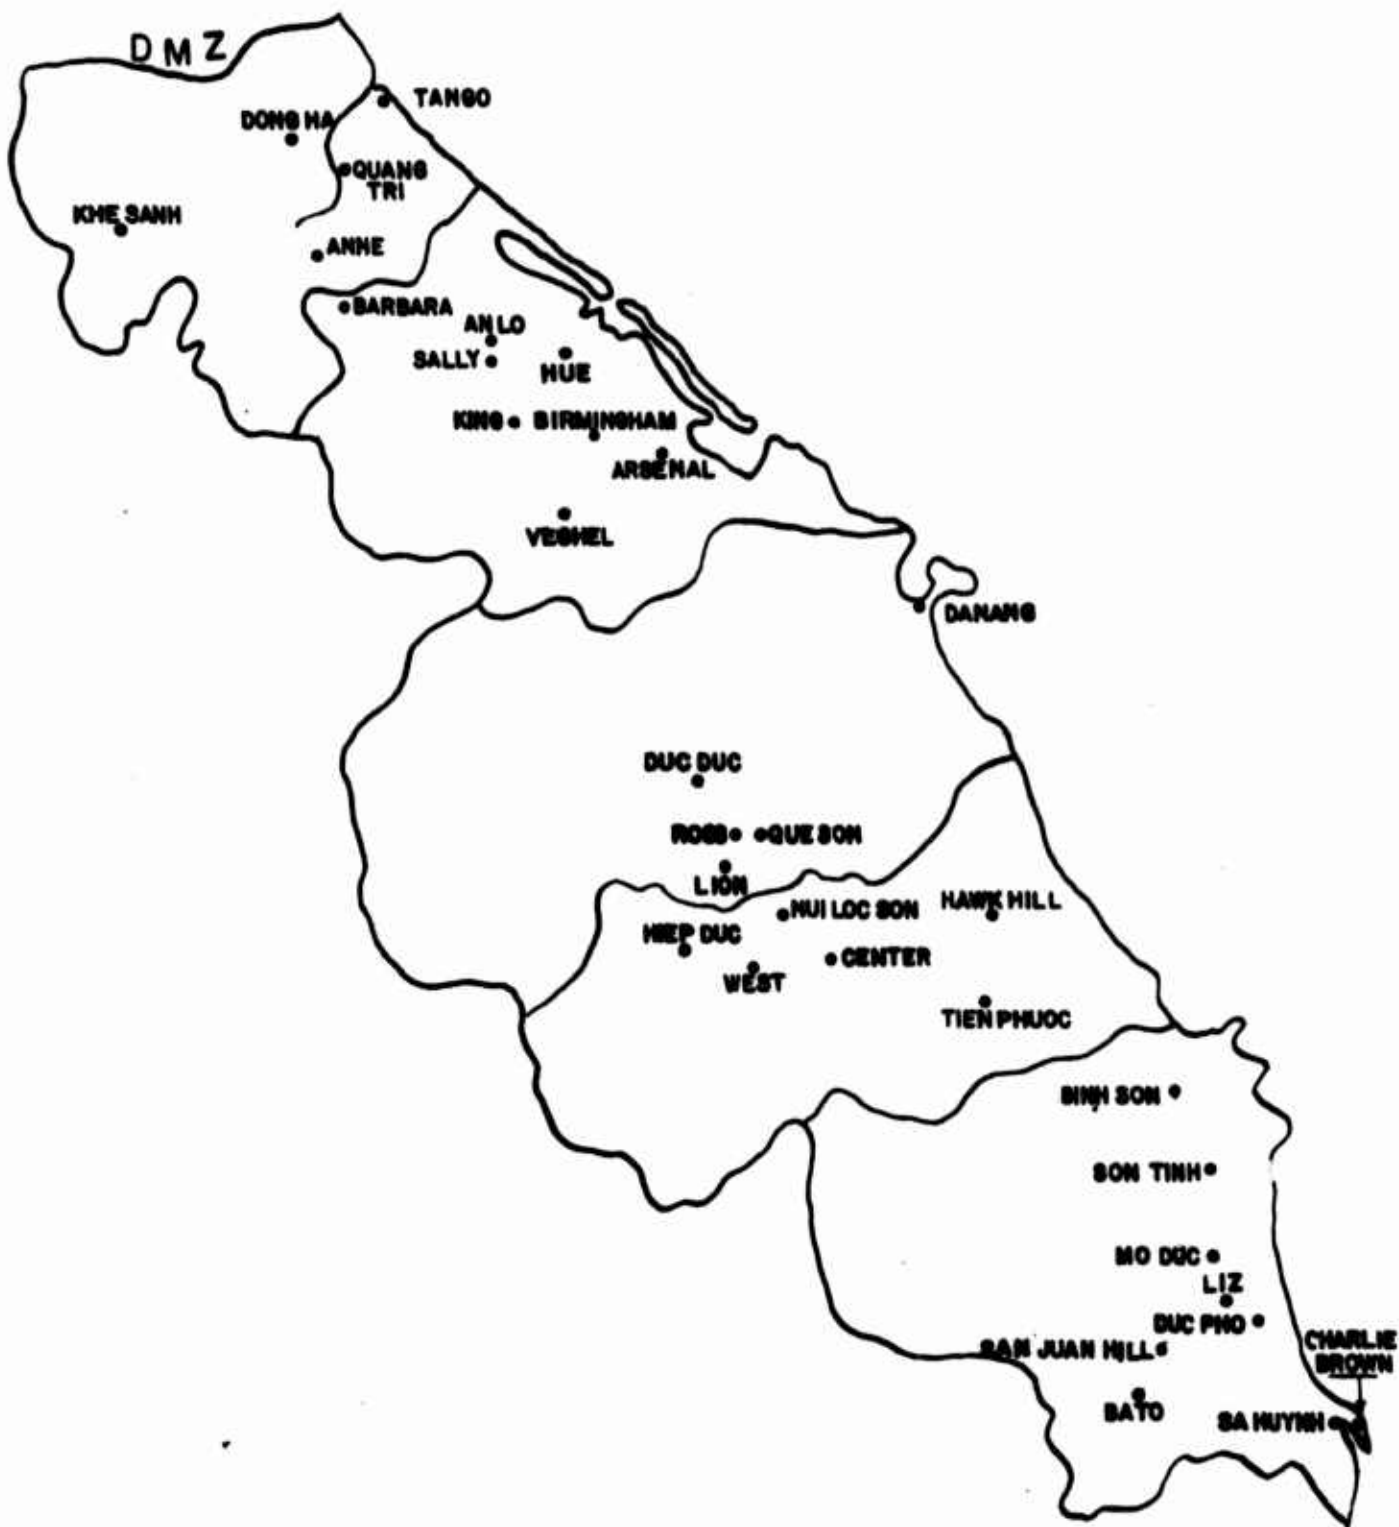 DMZ
TANGO
DONG HA
QUANG
TRI
KHE SANH
ANNE
BARBARA
AN LO
SALLY
HUE
KING
BIRMINGHAM
ARSENAL
VEGHEL
DANANG
DUC DUC
ROSS
QUE SON
LION
NUI LOC SON
HAWK HILL
HIEP DUC
CENTER
WEST
TIEN PHUOC
BINH SON
SON TINH
MO DUC
LIZ
DUC PHO
SAN JUAN HILL
CHARLIE
BROWN
BATO
SA HUYNH